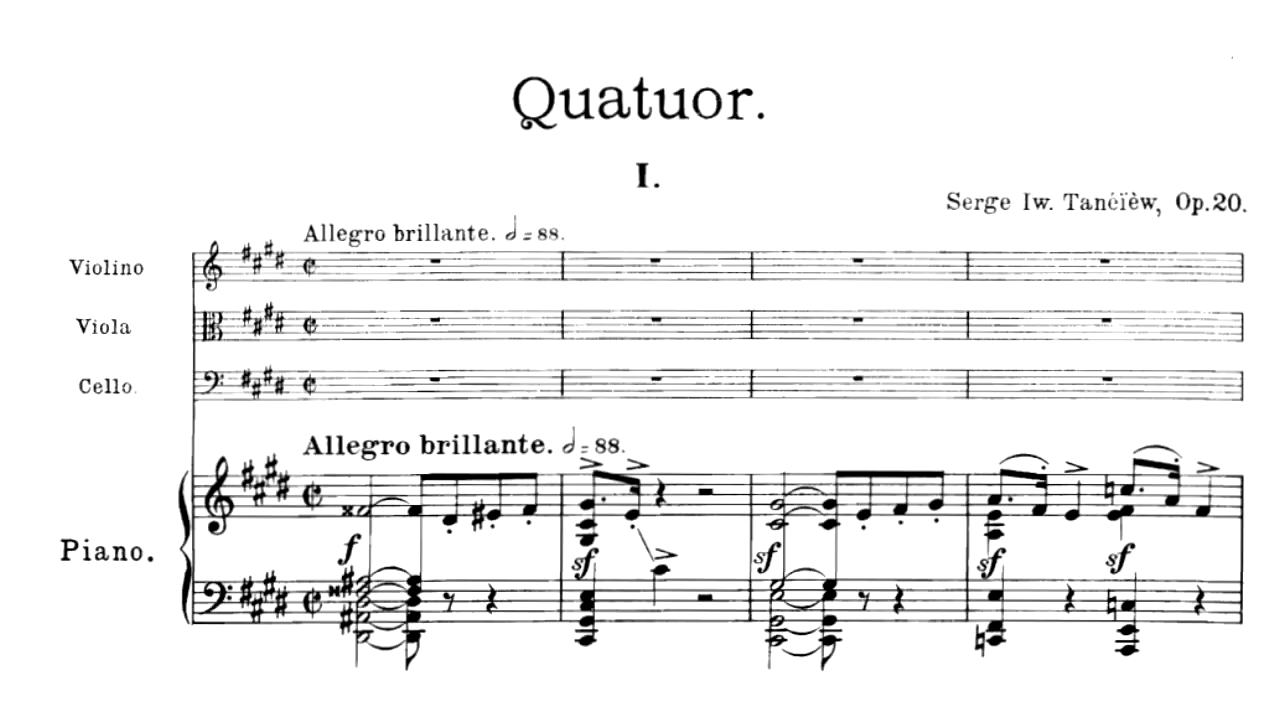 Quatuor.
I.
Serge Iw. Tanéïèw, Op. 20.
Allegro brillante. 𝅗𝅥 = 88.
Violino
Viola
Cello.
Allegro brillante. 𝅗𝅥 = 88.
Piano.
f
sf
sf
sf
sf